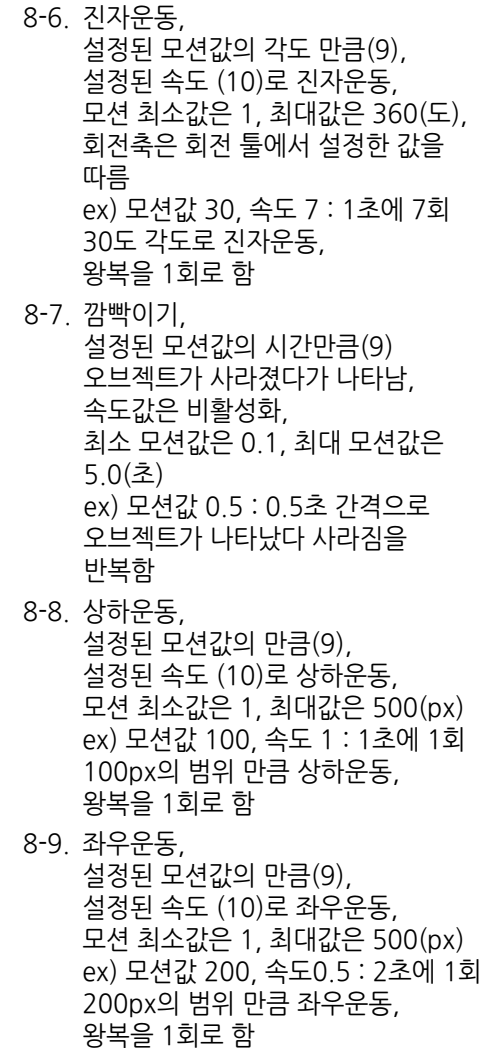 8-6. 진자운동,
설정된 모션값의 각도 만큼(9),
설정된 속도 (10)로 진자운동,
모션 최소값은 1, 최대값은 360(도),
회전축은 회전 툴에서 설정한 값을
따름
ex) 모션값 30, 속도 7 : 1초에 7회
30도 각도로 진자운동,
왕복을 1회로 함
8-7. 깜빡이기,
설정된 모션값의 시간만큼(9)
오브젝트가 사라졌다가 나타남,
속도값은 비활성화,
최소 모션값은 0.1, 최대 모션값은
5.0(초)
ex) 모션값 0.5 : 0.5초 간격으로
오브젝트가 나타났다 사라짐을
반복함
8-8. 상하운동,
설정된 모션값의 만큼(9),
설정된 속도 (10)로 상하운동,
모션 최소값은 1, 최대값은 500(px)
ex) 모션값 100, 속도 1 : 1초에 1회
100px의 범위 만큼 상하운동,
왕복을 1회로 함
8-9. 좌우운동,
설정된 모션값의 만큼(9),
설정된 속도 (10)로 좌우운동,
모션 최소값은 1, 최대값은 500(px)
ex) 모션값 200, 속도0.5 : 2초에 1회
200px의 범위 만큼 좌우운동,
왕복을 1회로 함